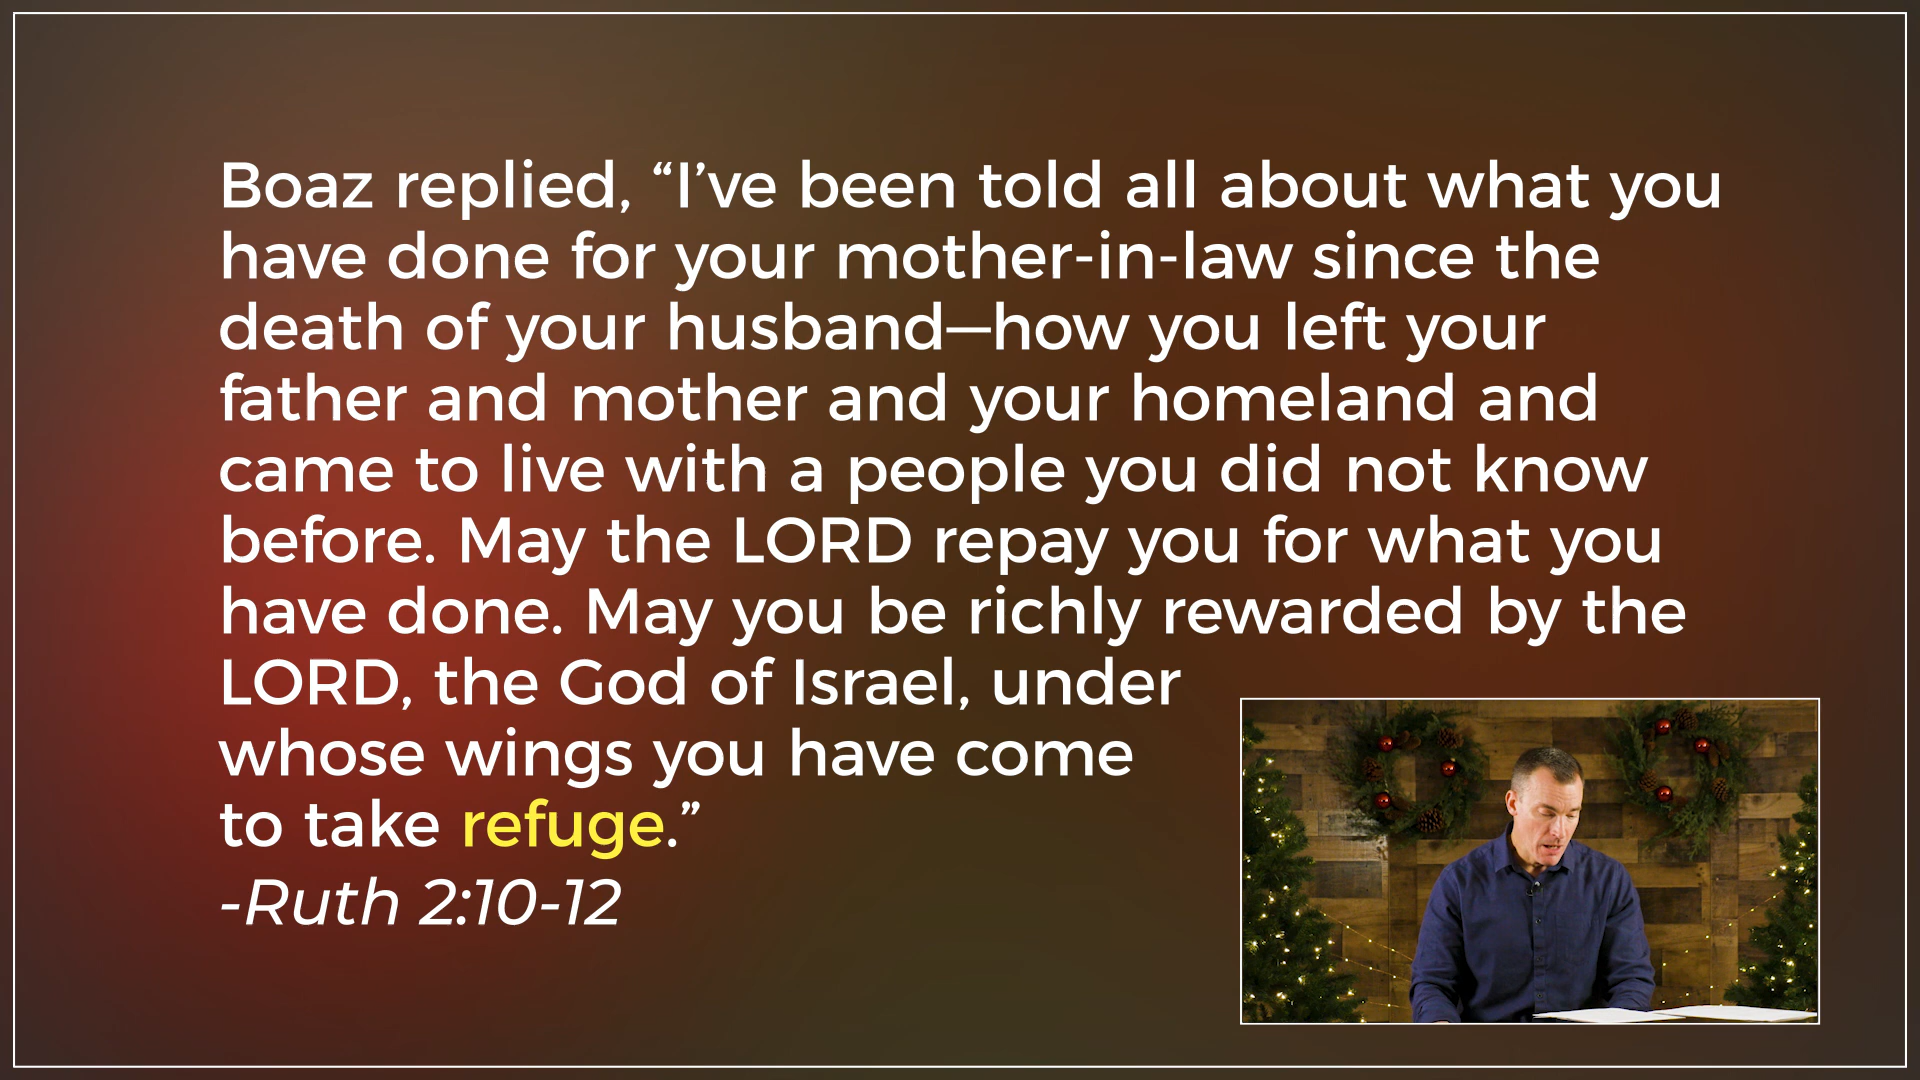 Boaz replied, “I’ve been told all about what you
have done for your mother-in-law since the
death of your husband—how you left your
father and mother and your homeland and
came to live with a people you did not know
before. May the LORD repay you for what you
have done. May you be richly rewarded by the
LORD, the God of Israel, under
whose wings you have come
to take refuge.”
-Ruth 2:10-12